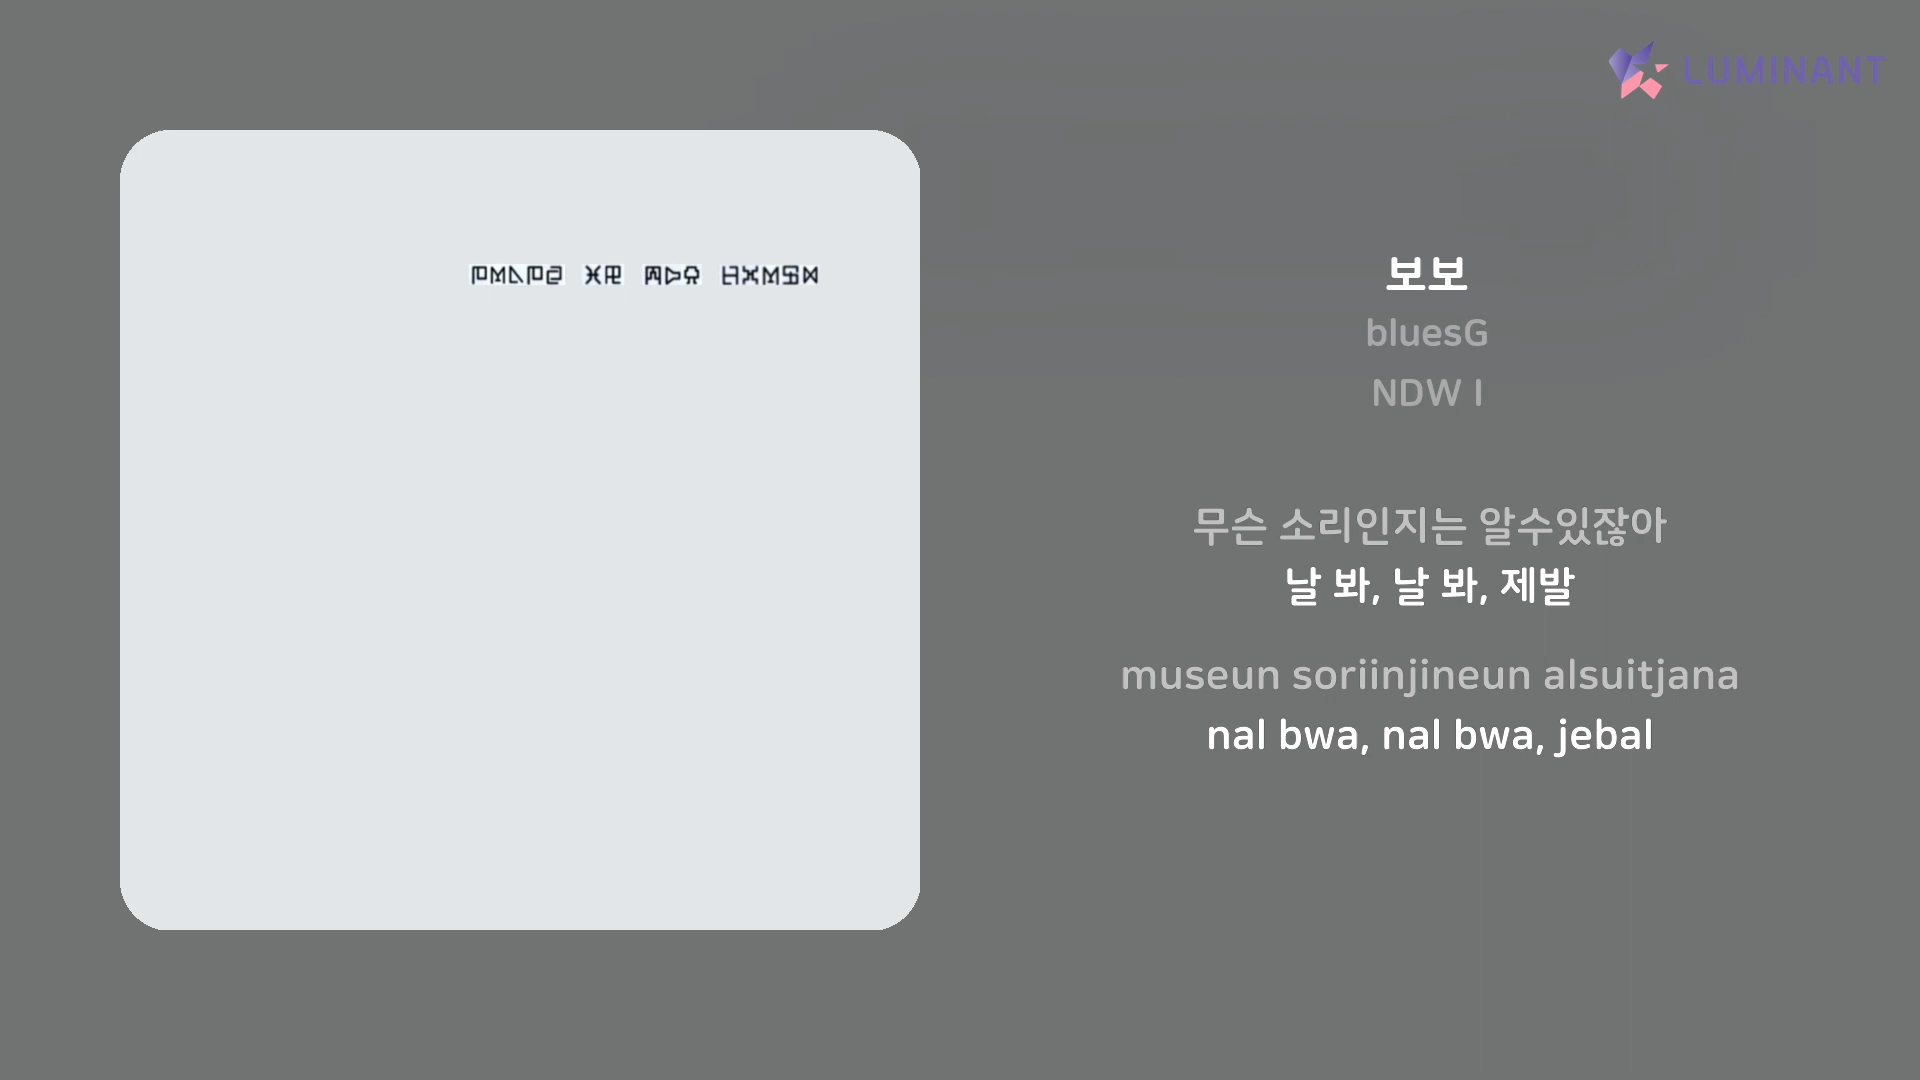 LUMINANT
보보
bluesG
NDW I
무슨 소리인지는 알수있잖아
날 봐, 날 봐, 제발
museun soriinjineun alsuitjana
nal bwa, nal bwa, jebal